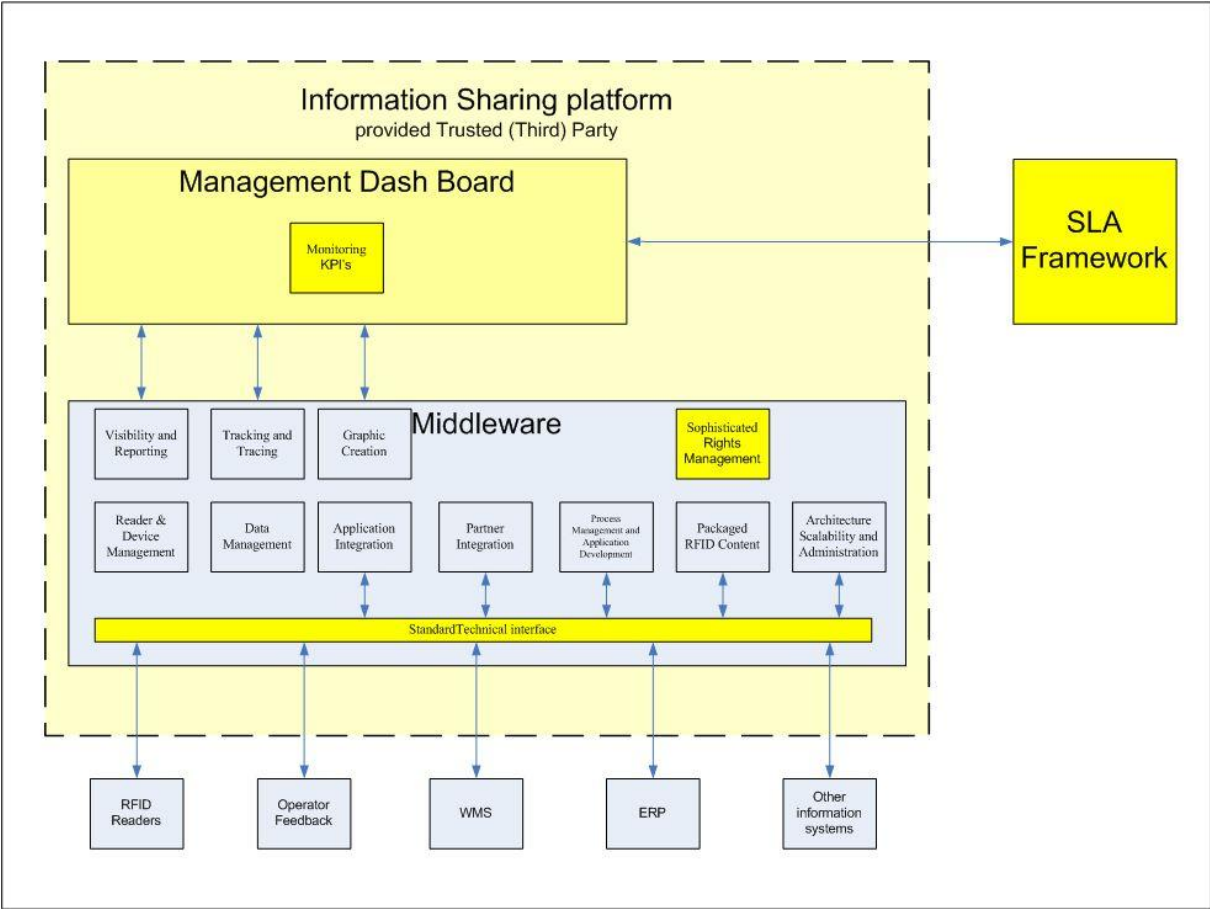 Information Sharing platform
provided Trusted (Third) Party
Management Dash Board
Monitoring
KPI's
SLA
Framework
Middleware
Visibility and
Reporting
Tracking and
Tracing
Graphic
Creation
Sophisticated
Rights
Management
Reader &
Device
Management
Data
Management
Application
Integration
Partner
Integration
Process
Management and
Application
Development
Packaged
RFID Content
Architecture
Scalability and
Administration
StandardTechnical interface
RFID
Readers
Operator
Feedback
WMS
ERP
Other
information
systems